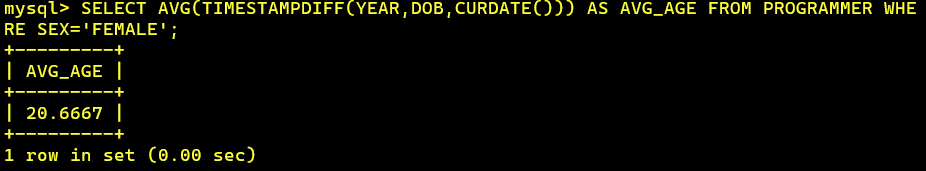 mysql> SELECT AVG(TIMESTAMPDIFF(YEAR,DOB,CURDATE())) AS AVG_AGE FROM PROGRAMMER WHE
RE SEX='FEMALE';
+---------+
| AVG_AGE |
+---------+
| 20.6667 |
+---------+
1 row in set (0.00 sec)